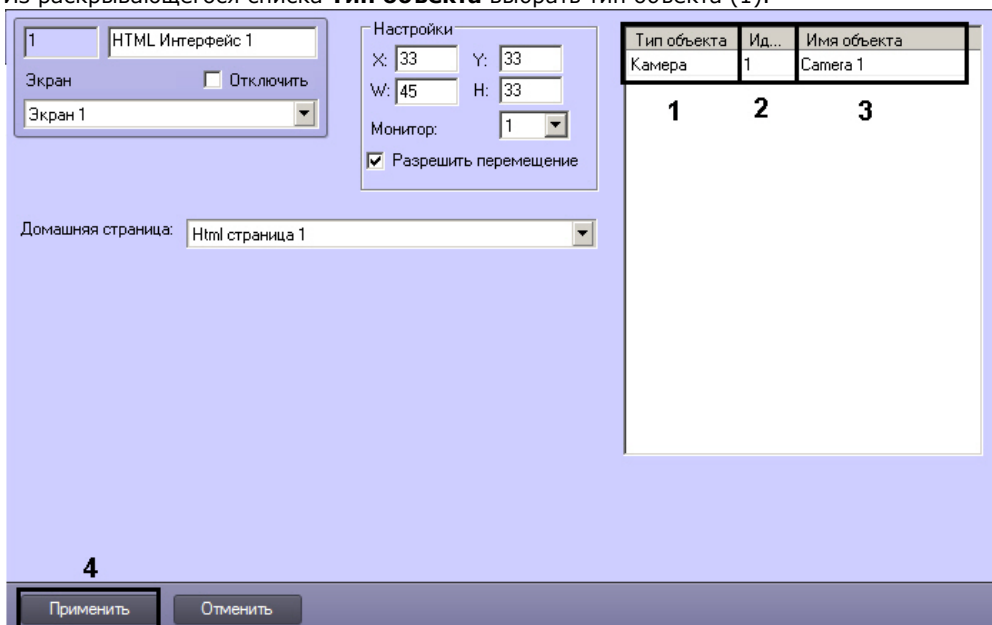 Из раскрывающегося списка Тип объекта выбрать тип объекта (1).
1 HTML Интерфейс 1
Экран Отключить
Экран 1
Настройки
X: 33 Y: 33
W: 45 H: 33
Монитор: 1
Разрешить перемещение
Тип объекта Ид... Имя объекта
Камера 1 Camera 1
1 2 3
Домашняя страница: Html страница 1
4
Применить Отменить